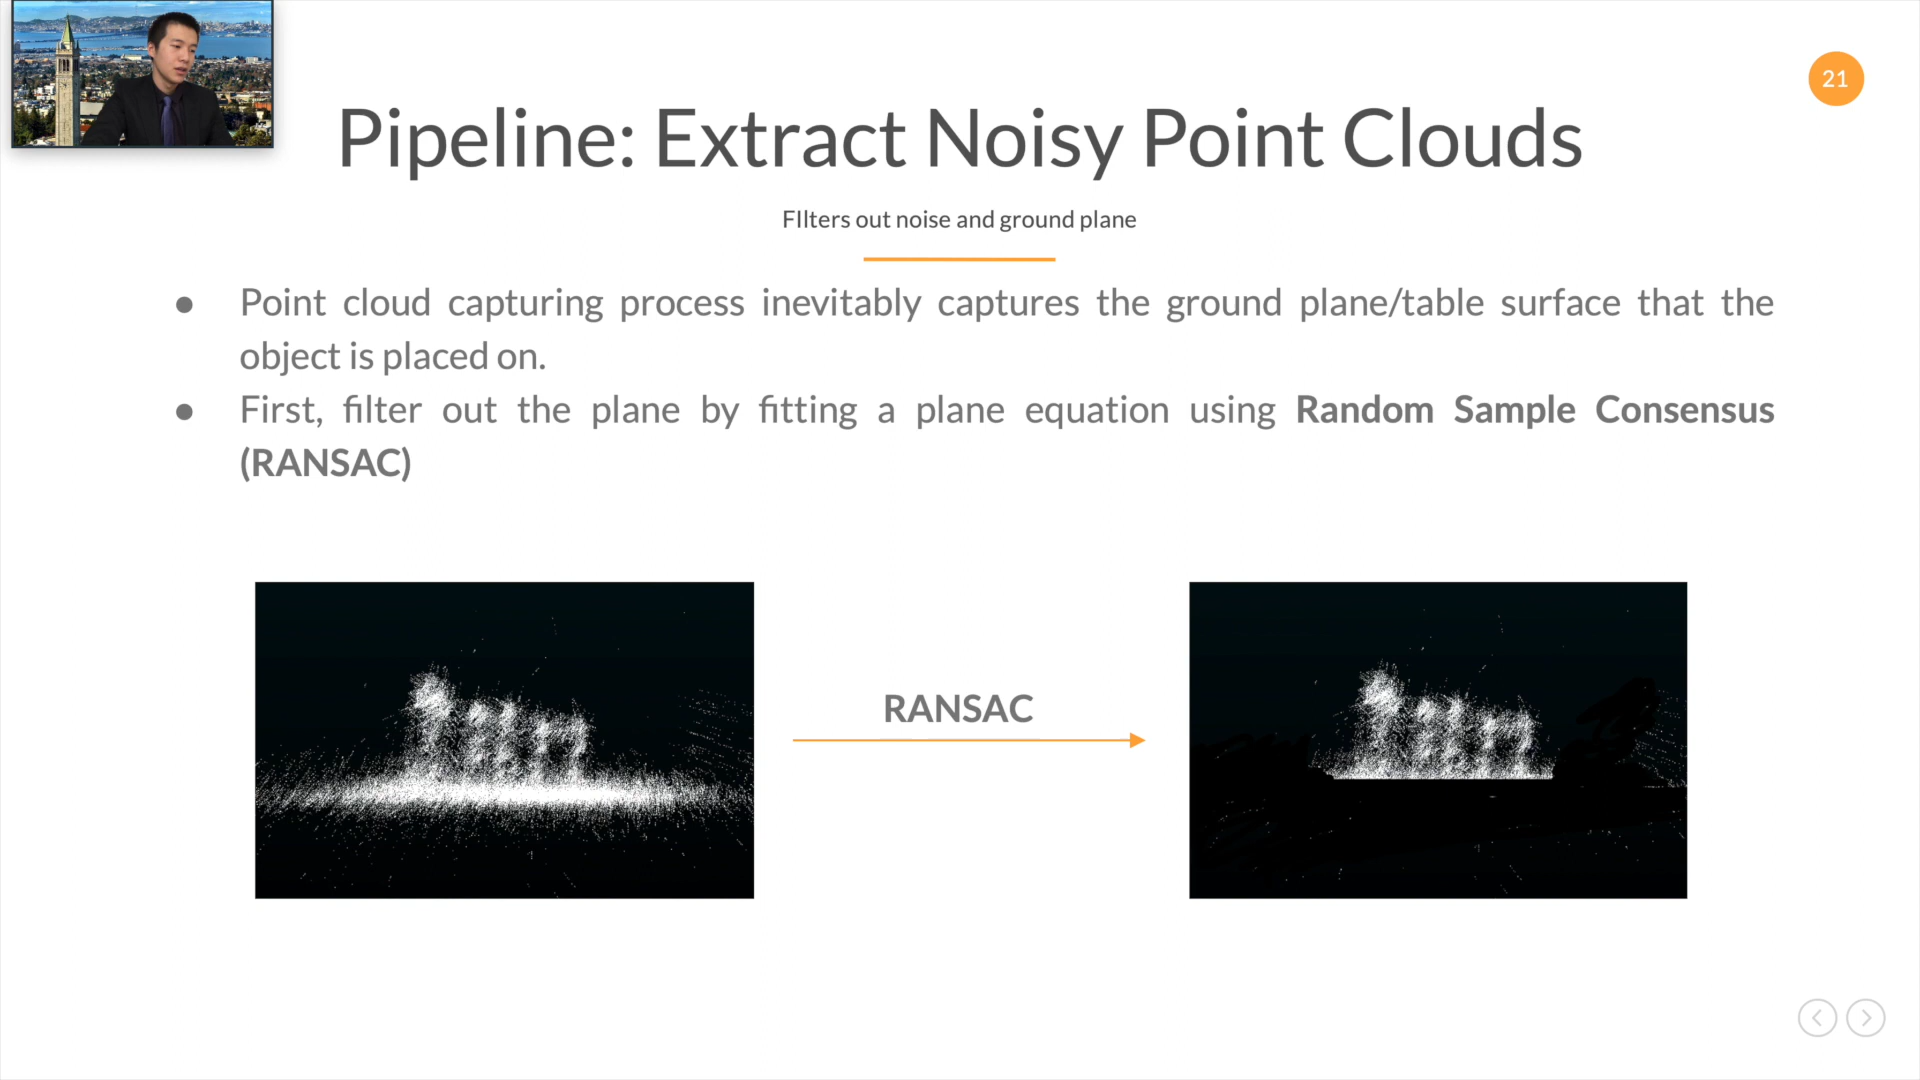 21
Pipeline: Extract Noisy Point Clouds
FIlters out noise and ground plane
● Point cloud capturing process inevitably captures the ground plane/table surface that the
object is placed on.
● First, filter out the plane by fitting a plane equation using Random Sample Consensus
(RANSAC)
RANSAC